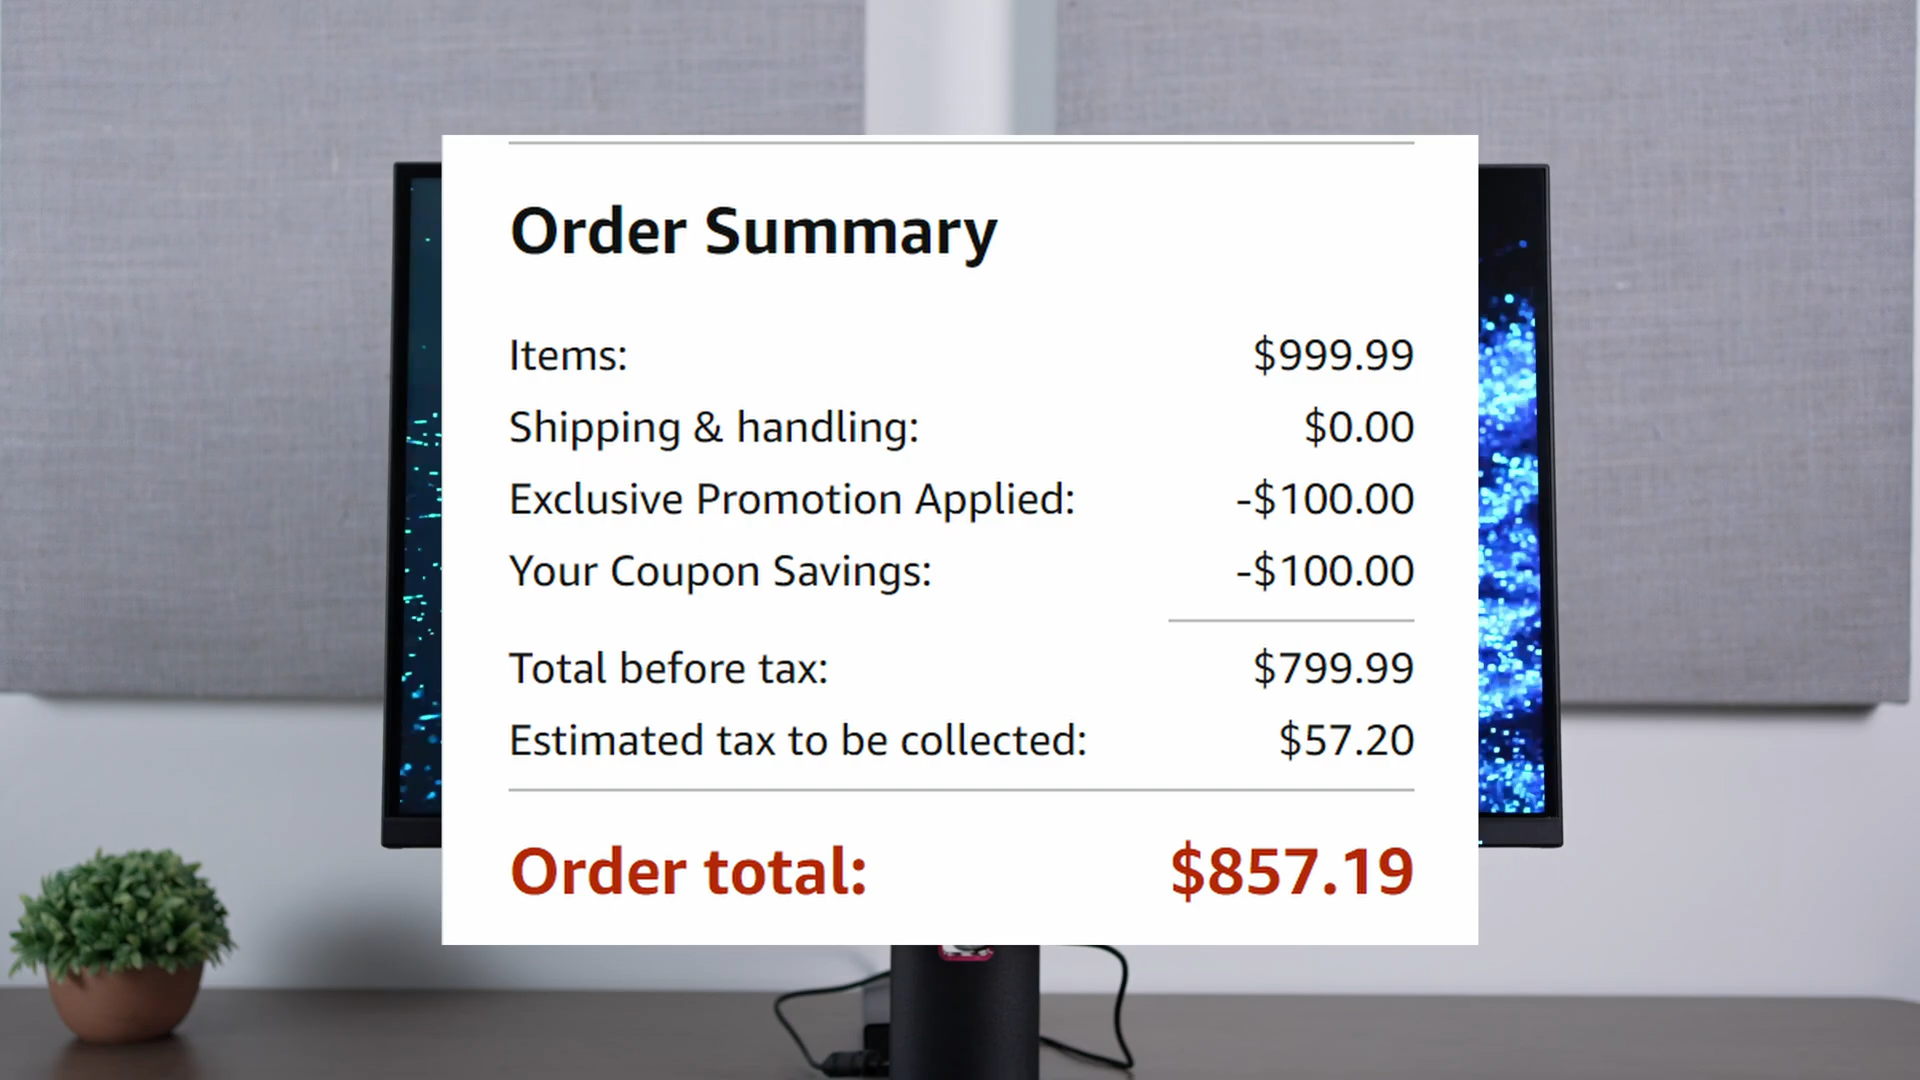 Order Summary
Items: $999.99
Shipping & handling: $0.00
Exclusive Promotion Applied: -$100.00
Your Coupon Savings: -$100.00
Total before tax: $799.99
Estimated tax to be collected: $57.20
Order total: $857.19